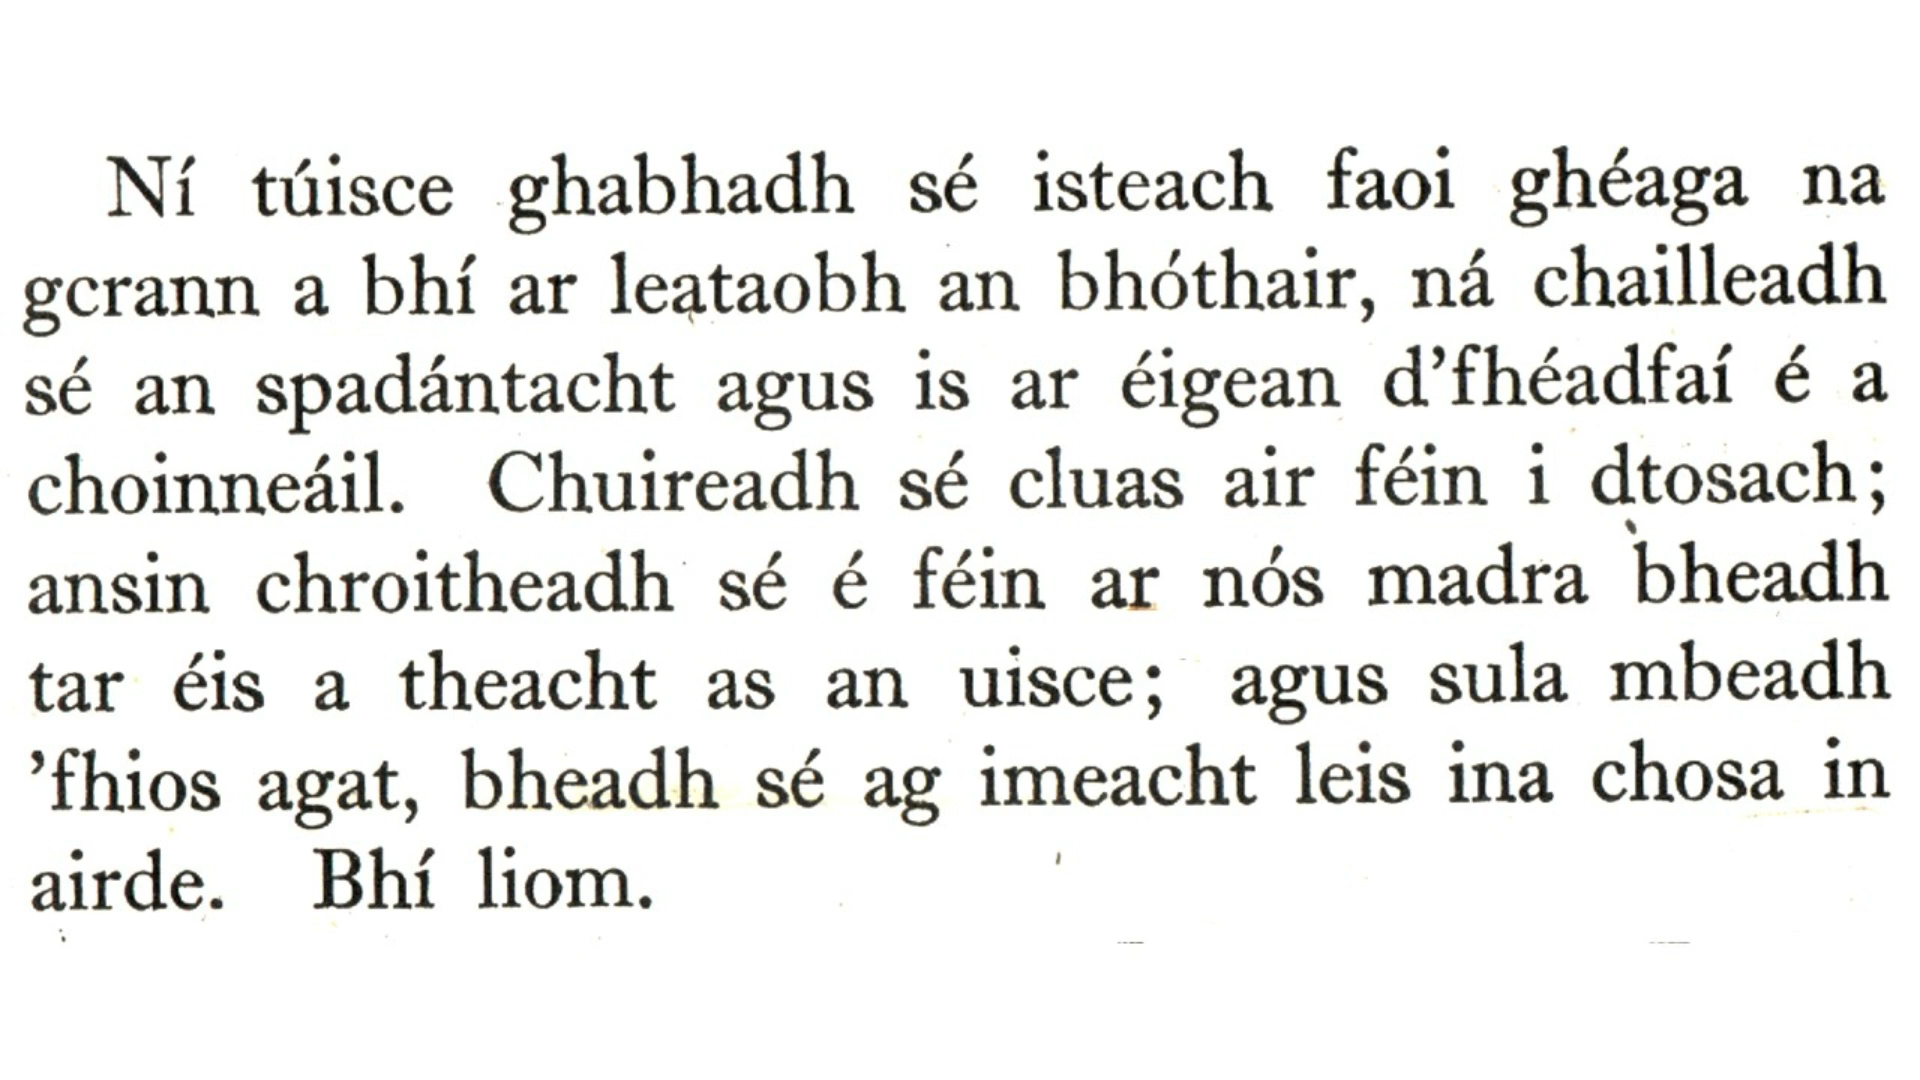 Ní túisce ghabhadh sé isteach faoi ghéaga na
gcrann a bhí ar leataobh an bhóthair, ná chailleadh
sé an spadántacht agus is ar éigean d’fhéadfaí é a
choinneáil. Chuireadh sé cluas air féin i dtosach;
ansin chroitheadh sé é féin ar nós madra bheadh
tar éis a theacht as an uisce; agus sula mbeadh
’fhios agat, bheadh sé ag imeacht leis ina chosa in
airde. Bhí liom.